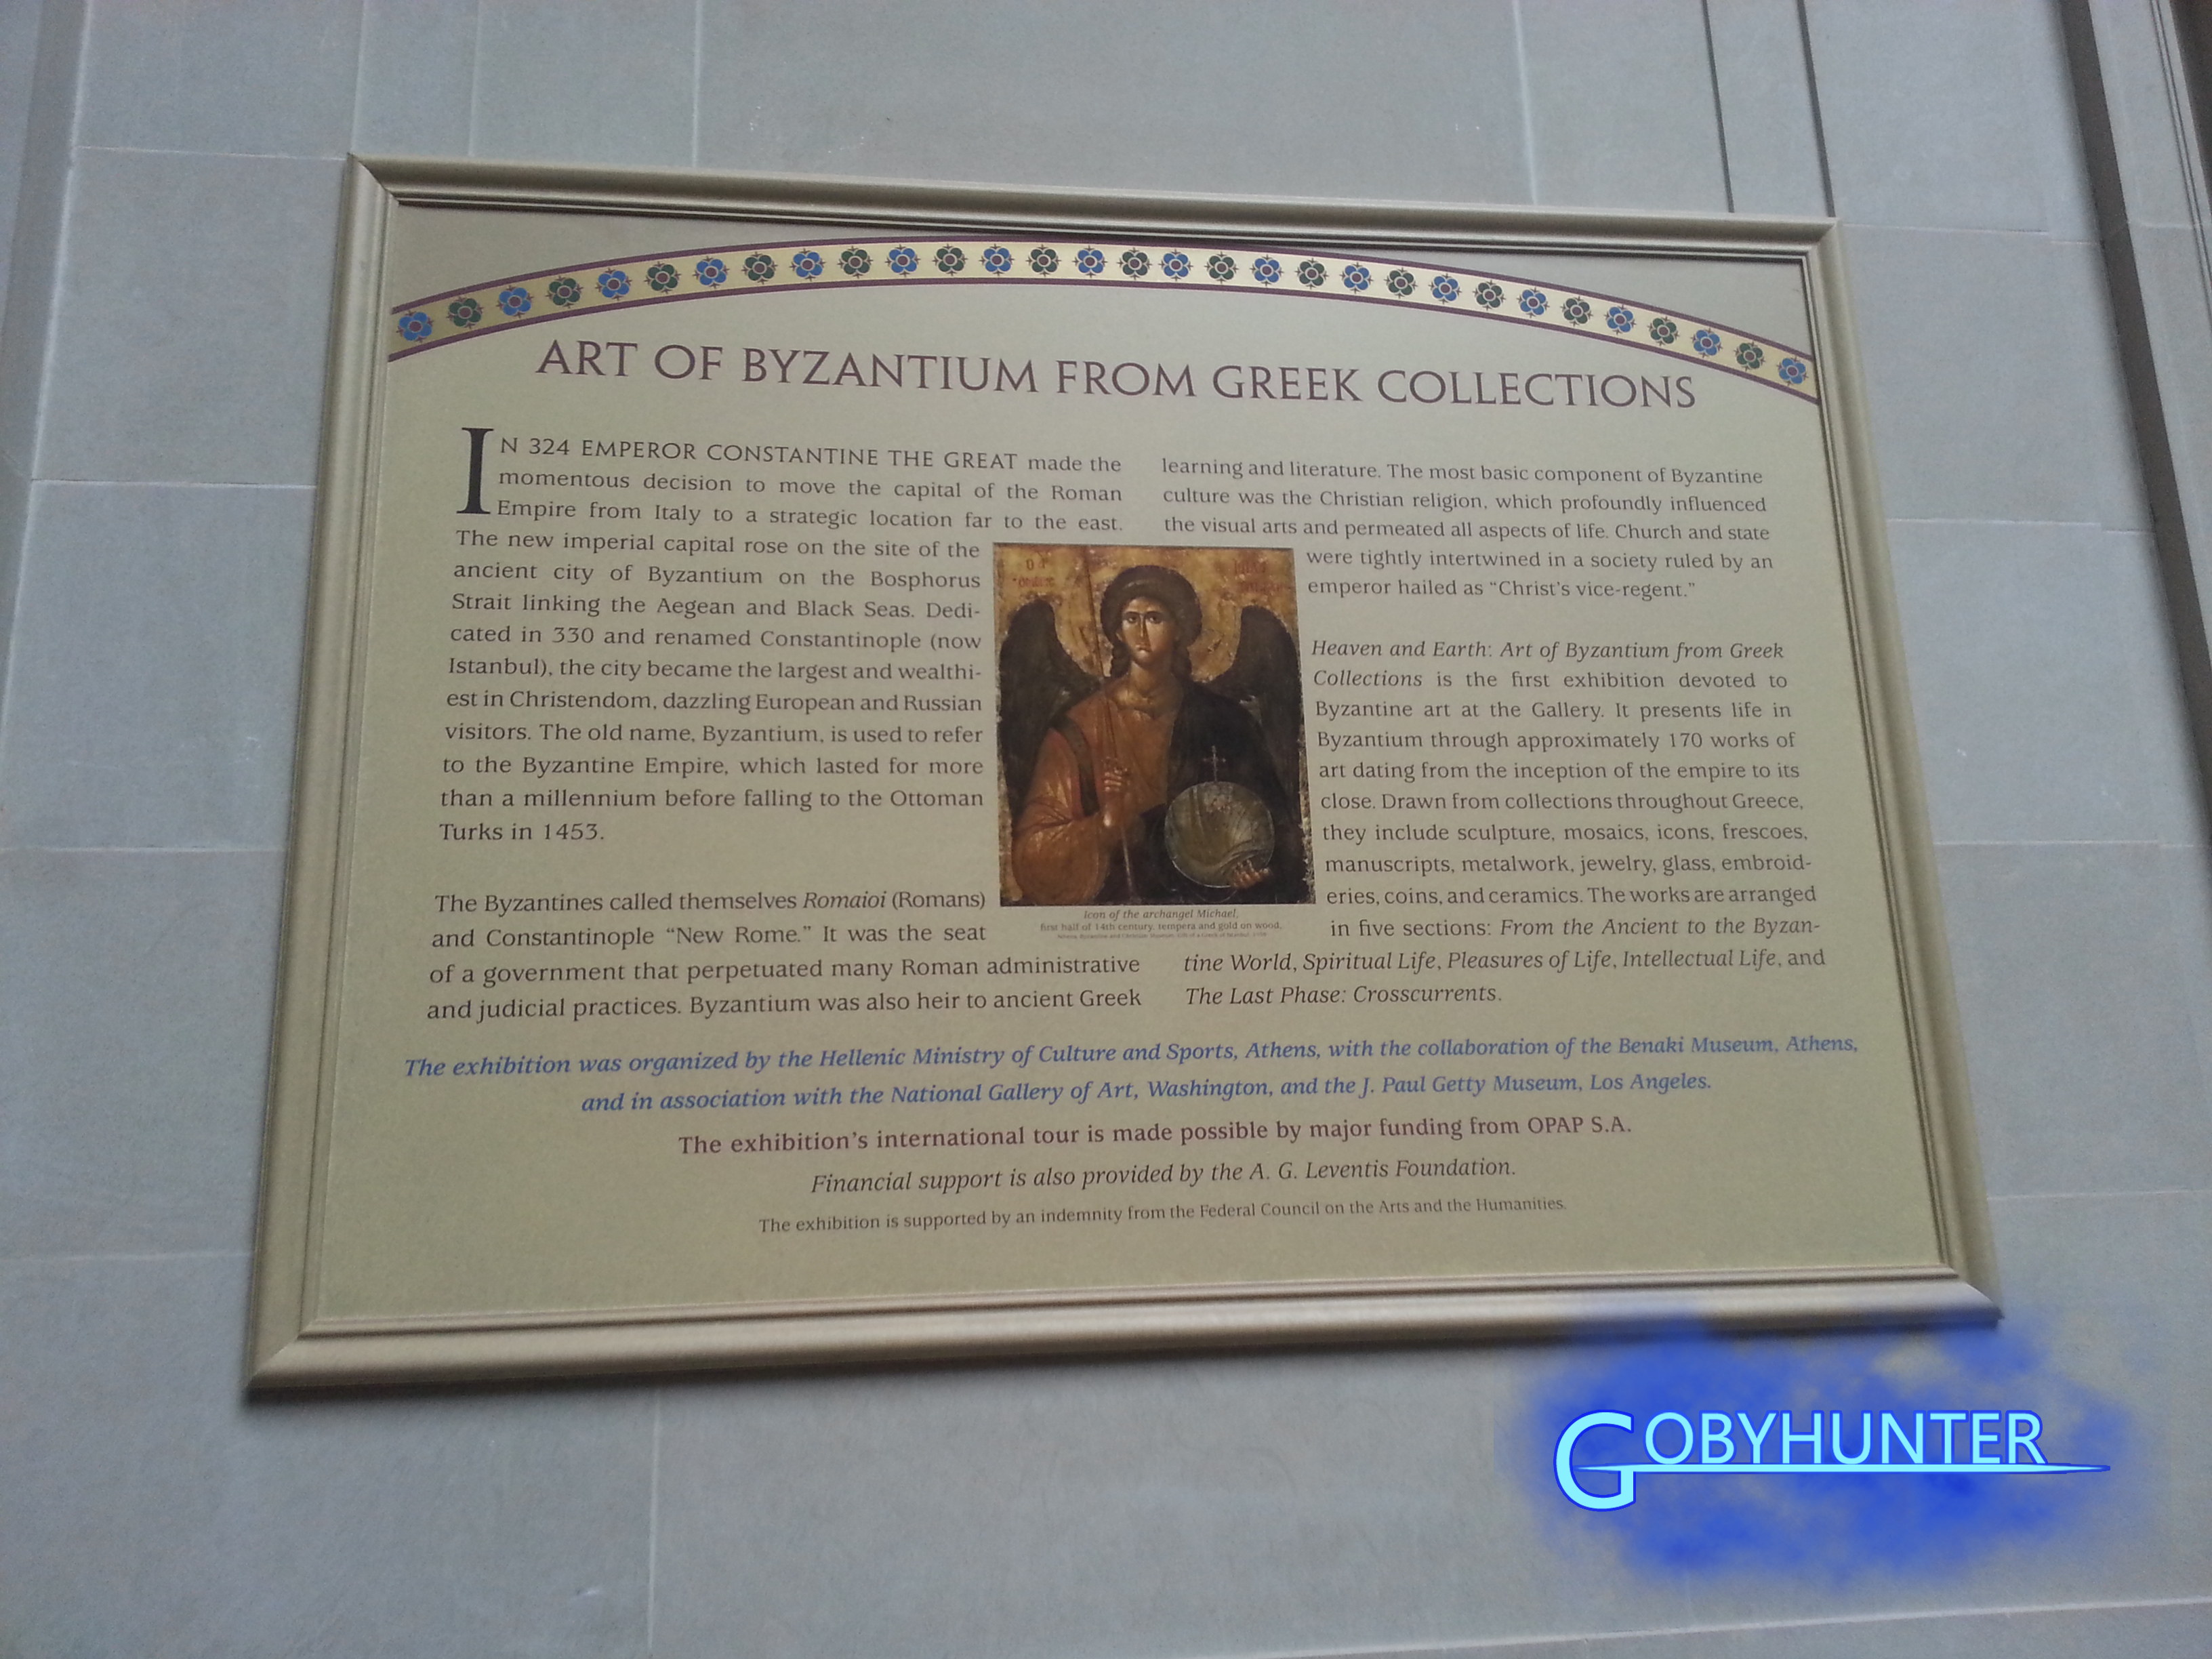 ART OF BYZANTIUM FROM GREEK COLLECTIONS
IN 324 EMPEROR CONSTANTINE THE GREAT made the
momentous decision to move the capital of the Roman
Empire from Italy to a strategic location far to the east.
The new imperial capital rose on the site of the
ancient city of Byzantium on the Bosphorus
Strait linking the Aegean and Black Seas. Dedi-
cated in 330 and renamed Constantinople (now
Istanbul), the city became the largest and wealthi-
est in Christendom, dazzling European and Russian
visitors. The old name, Byzantium, is used to refer
to the Byzantine Empire, which lasted for more
than a millennium before falling to the Ottoman
Turks in 1453.
The Byzantines called themselves Romaioi (Romans)
and Constantinople “New Rome.” It was the seat
of a government that perpetuated many Roman administrative
and judicial practices. Byzantium was also heir to ancient Greek
learning and literature. The most basic component of Byzantine
culture was the Christian religion, which profoundly influenced
the visual arts and permeated all aspects of life. Church and state
were tightly intertwined in a society ruled by an
emperor hailed as “Christ’s vice-regent.”
Heaven and Earth: Art of Byzantium from Greek
Collections is the first exhibition devoted to
Byzantine art at the Gallery. It presents life in
Byzantium through approximately 170 works of
art dating from the inception of the empire to its
close. Drawn from collections throughout Greece,
they include sculpture, mosaics, icons, frescoes,
manuscripts, metalwork, jewelry, glass, embroid-
eries, coins, and ceramics. The works are arranged
in five sections: From the Ancient to the Byzan-
tine World, Spiritual Life, Pleasures of Life, Intellectual Life, and
The Last Phase: Crosscurrents.
Icon of the archangel Michael,
first half of 14th century, tempera and gold on wood,
The exhibition was organized by the Hellenic Ministry of Culture and Sports, Athens, with the collaboration of the Benaki Museum, Athens,
and in association with the National Gallery of Art, Washington, and the J. Paul Getty Museum, Los Angeles.
The exhibition’s international tour is made possible by major funding from OPAP S.A.
Financial support is also provided by the A. G. Leventis Foundation.
The exhibition is supported by an indemnity from the Federal Council on the Arts and the Humanities.
GOBYHUNTER